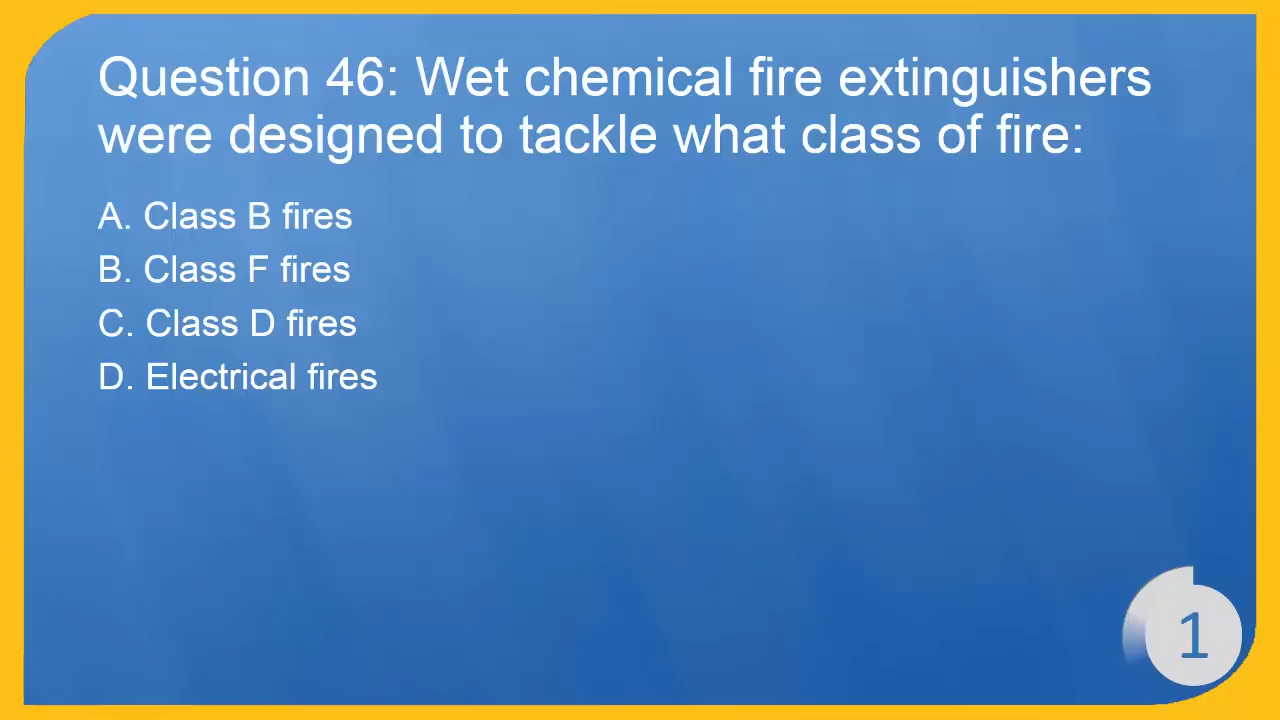 Question 46: Wet chemical fire extinguishers
were designed to tackle what class of fire:
A. Class B fires
B. Class F fires
C. Class D fires
D. Electrical fires
1